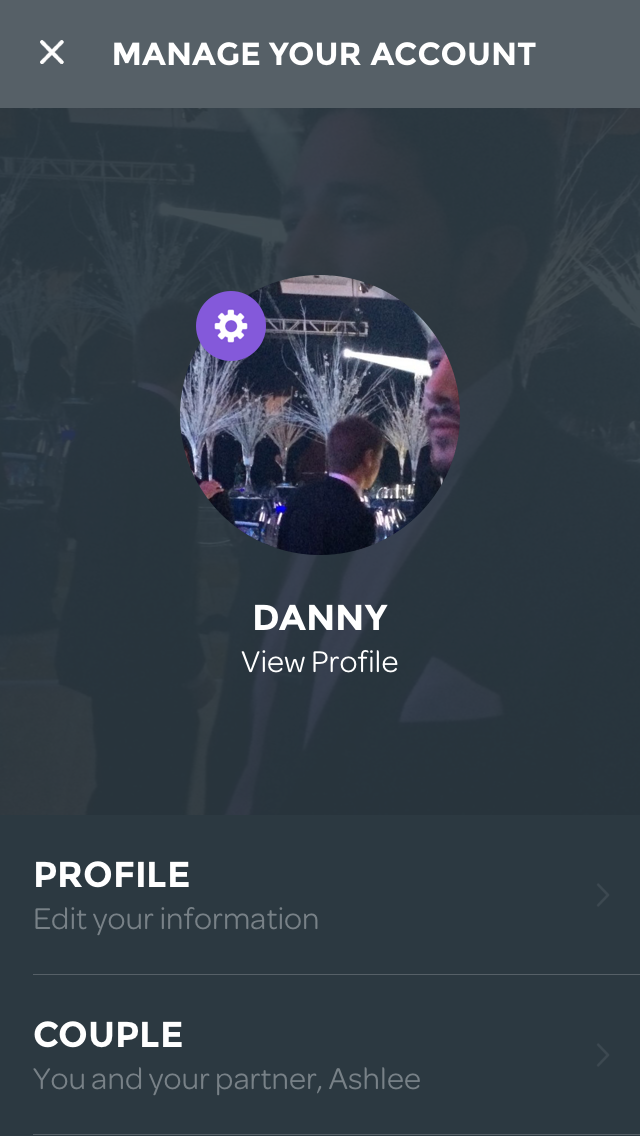 MANAGE YOUR ACCOUNT
DANNY
View Profile
PROFILE
Edit your information
COUPLE
You and your partner, Ashlee